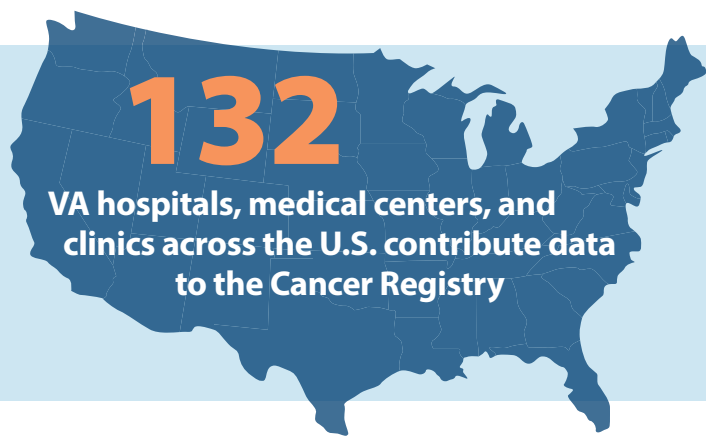 132
VA hospitals, medical centers, and
clinics across the U.S. contribute data
to the Cancer Registry